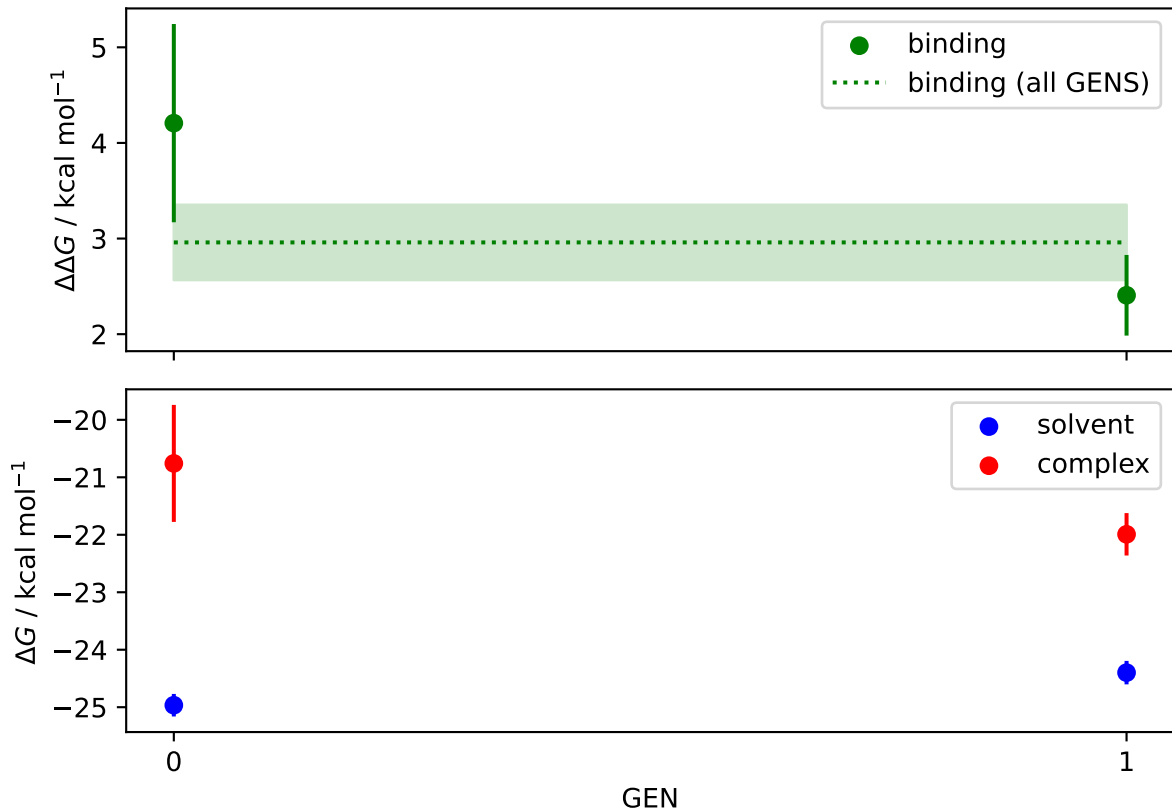 5
4
3
2
ΔΔG / kcal mol⁻¹
binding
binding (all GENS)
−20
−21
−22
−23
−24
−25
ΔG / kcal mol⁻¹
solvent
complex
0
1
GEN